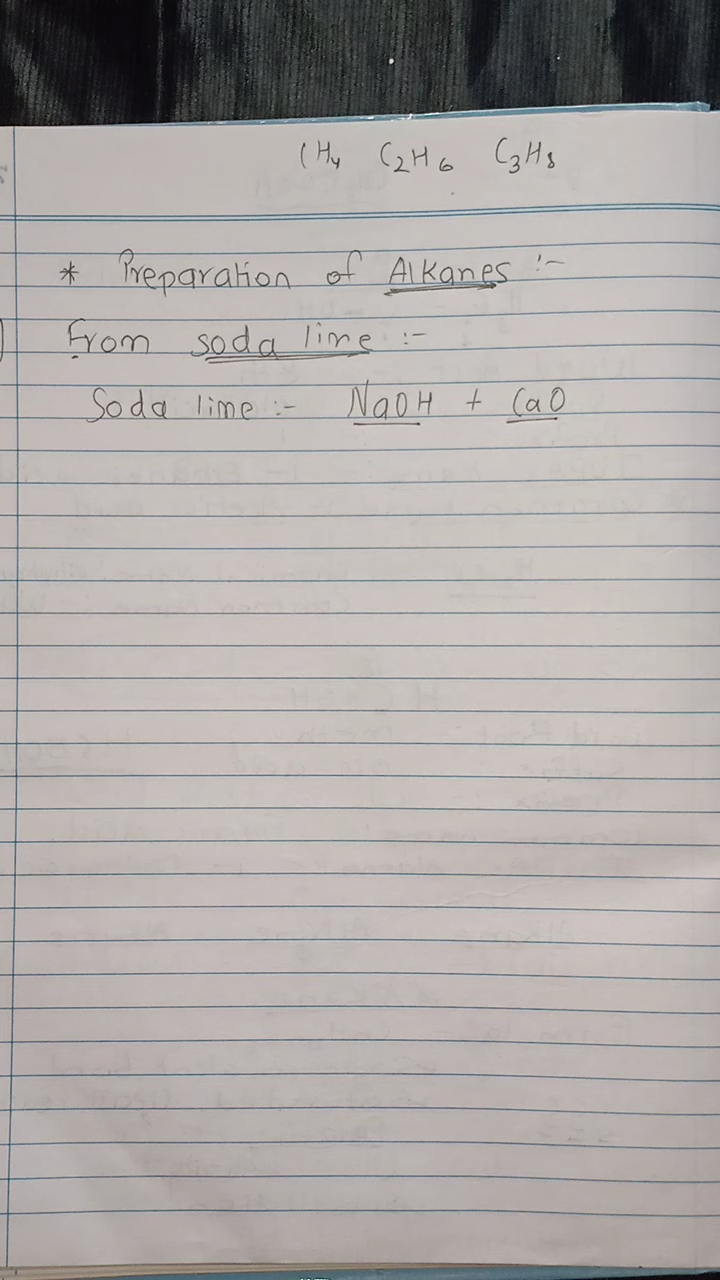 CH4 C2H6 C3H8
* Preparation of Alkanes :-
From soda lime :-
Soda lime :- NaOH + CaO